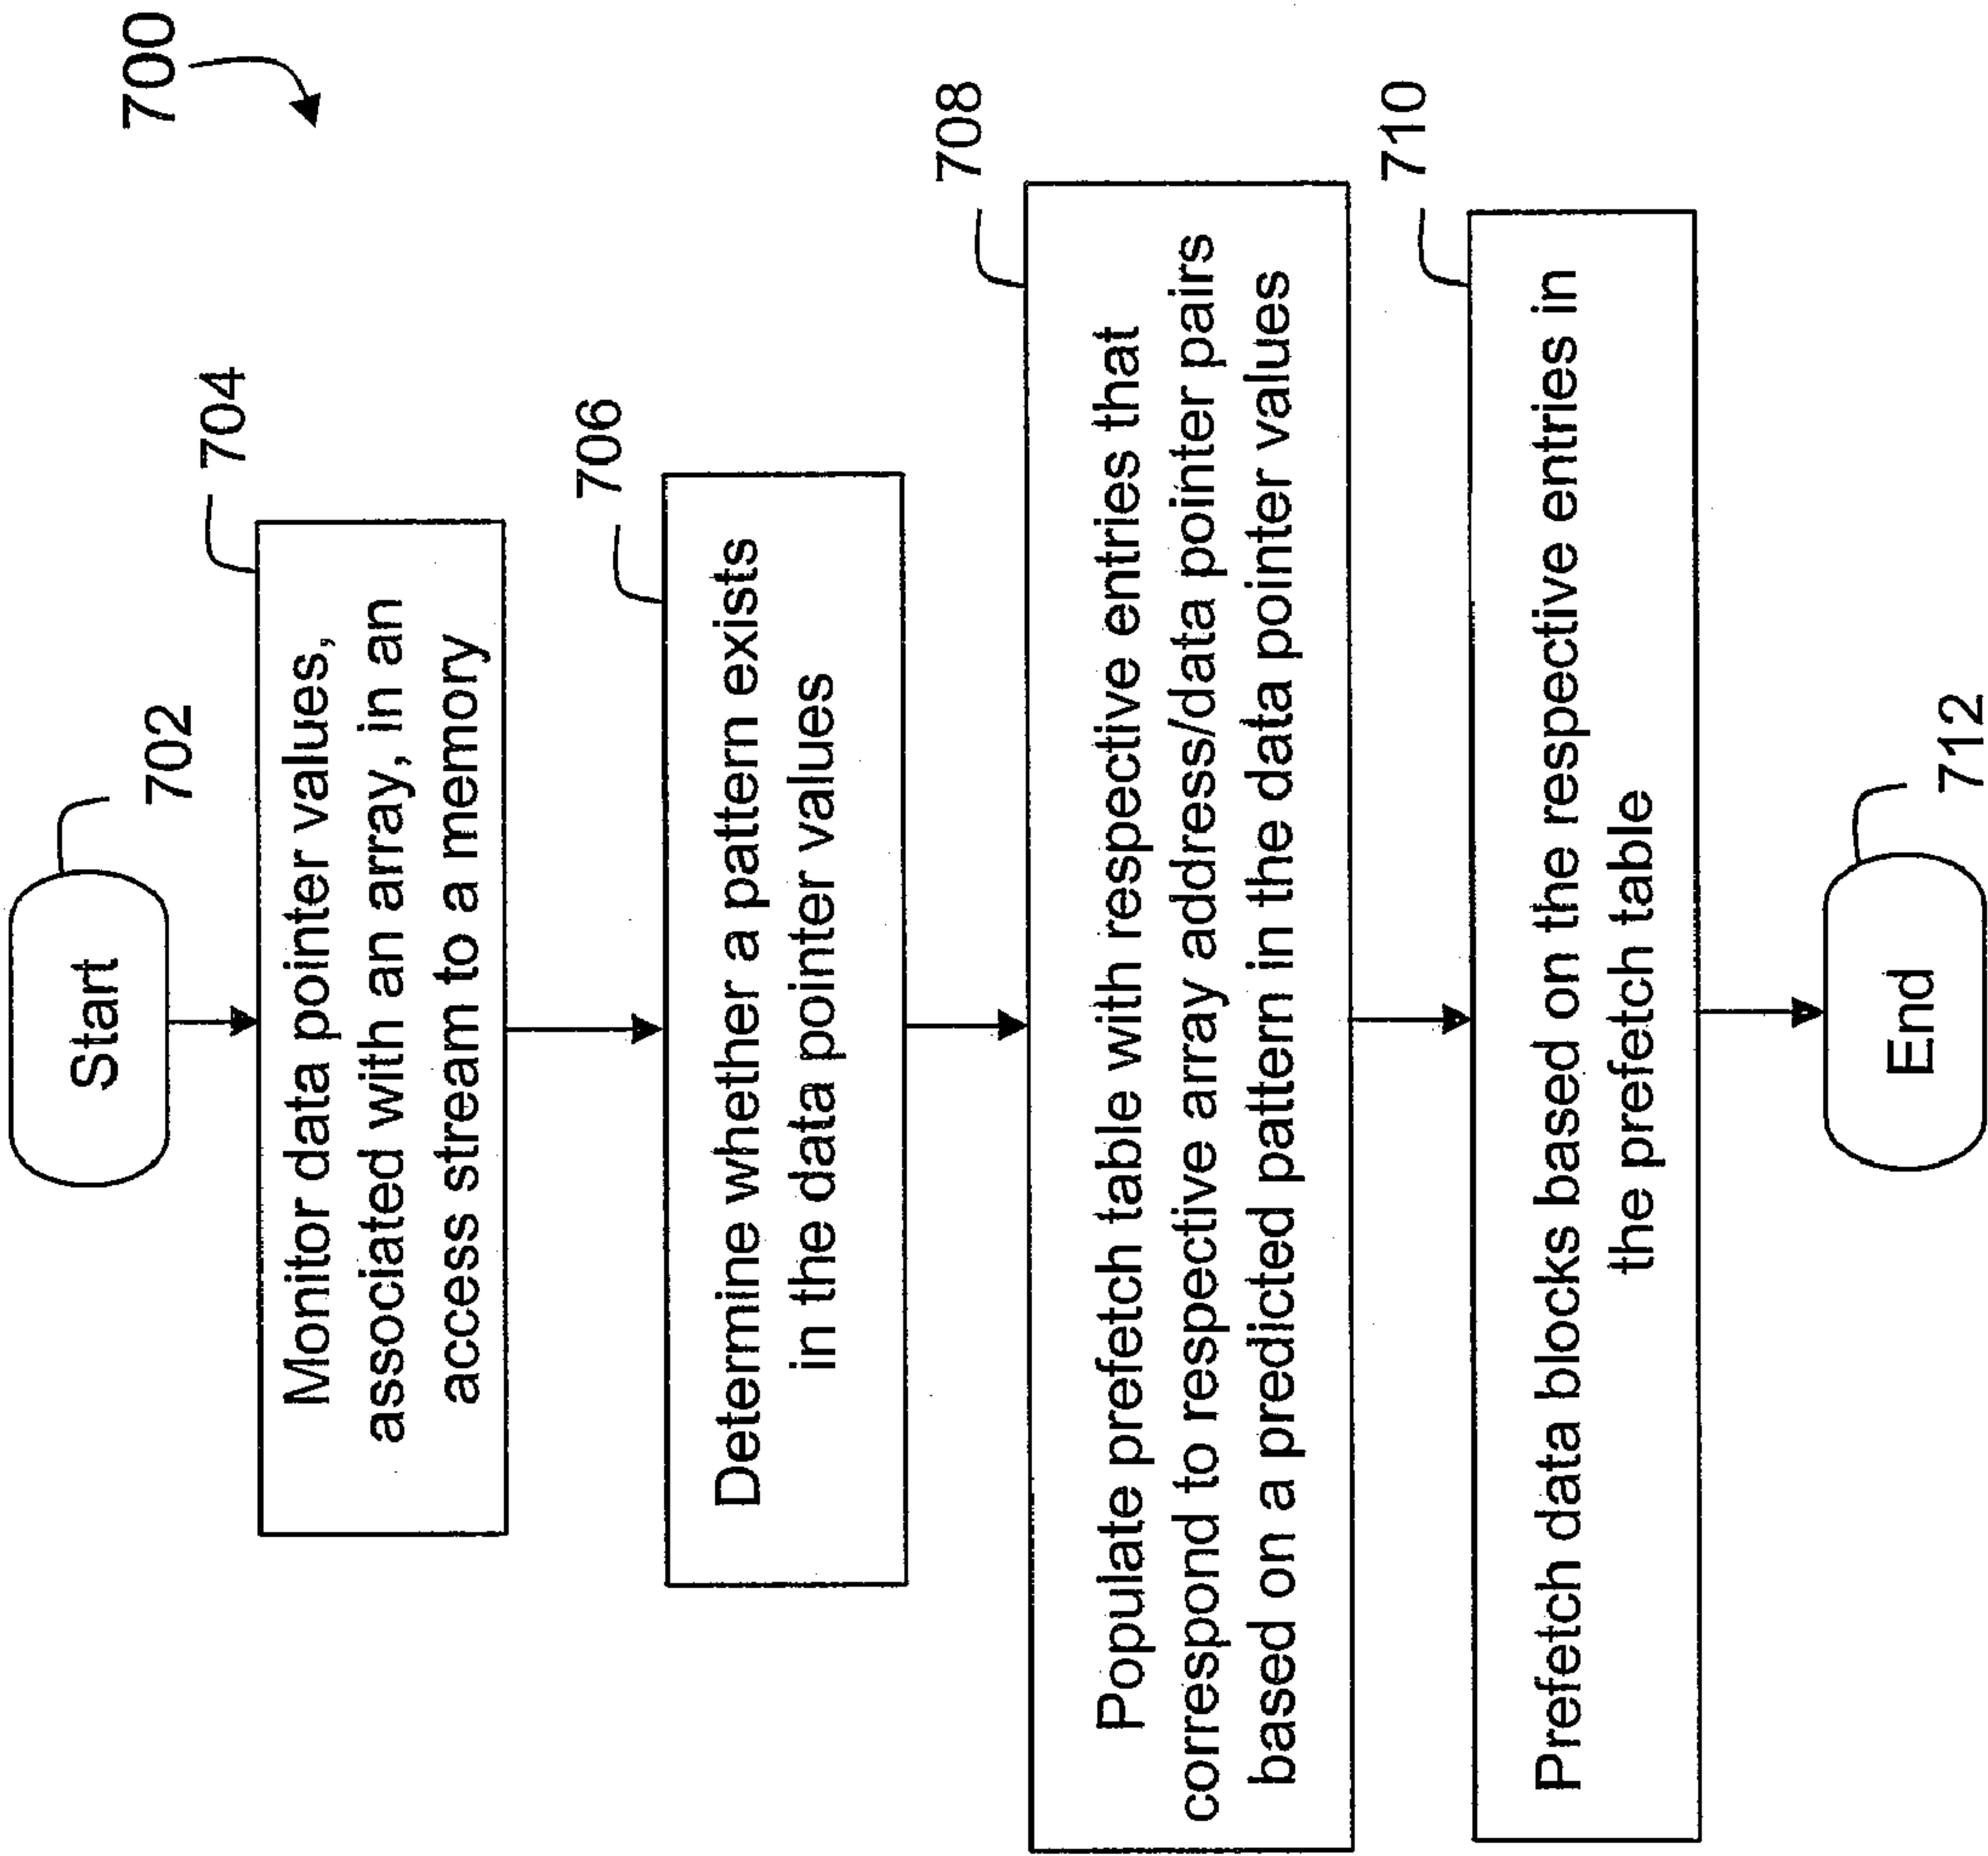 700
Start
702
Monitor data pointer values,
associated with an array, in an
access stream to a memory
704
Determine whether a pattern exists
in the data pointer values
706
Populate prefetch table with respective entries that
correspond to respective array address/data pointer pairs
based on a predicted pattern in the data pointer values
708
Prefetch data blocks based on the respective entries in
the prefetch table
710
End
712